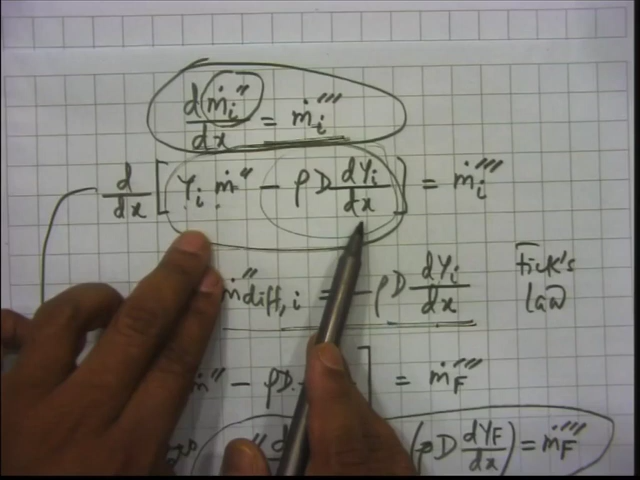 d(ṁi″)/dx = ṁi‴
d/dx [Yi ṁ″ − ρD dYi/dx] = ṁi‴
ṁ″diff,i = −ρD dYi/dx Fick's
law
ṁ″ − ρD ] = ṁF‴
(ρD dYF/dx) = ṁF‴